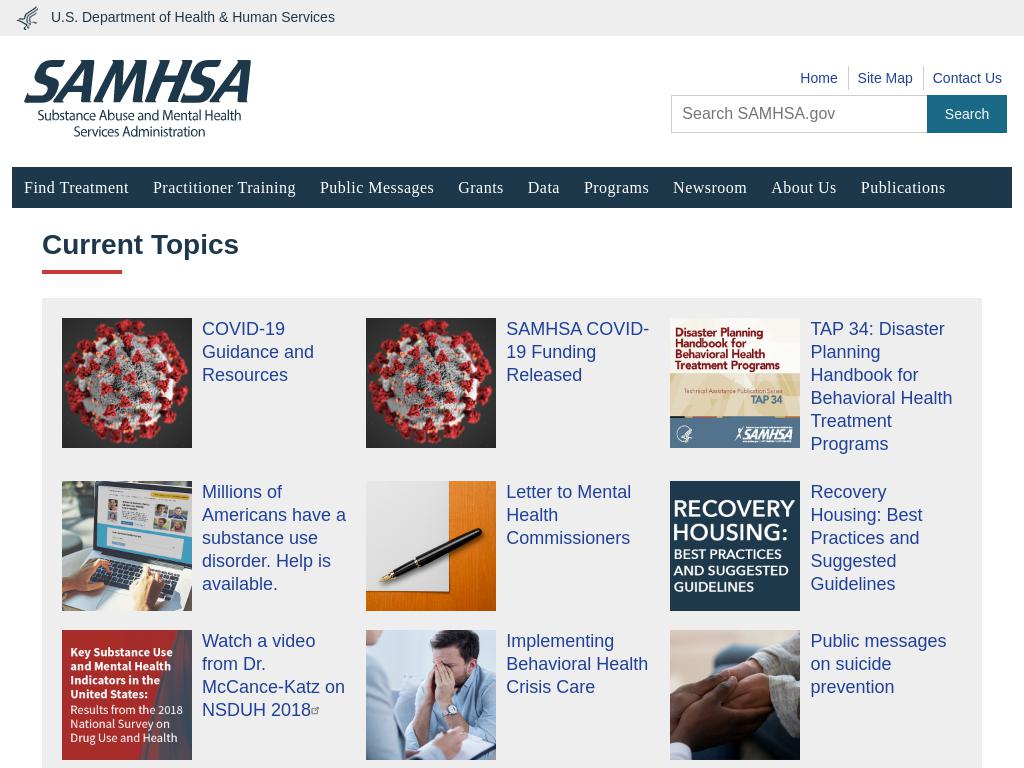 U.S. Department of Health & Human Services
SAMHSA
Substance Abuse and Mental Health
Services Administration
Home
Site Map
Contact Us
Search SAMHSA.gov
Search
Find Treatment
Practitioner Training
Public Messages
Grants
Data
Programs
Newsroom
About Us
Publications
Current Topics
COVID-19
Guidance and
Resources
SAMHSA COVID-
19 Funding
Released
Disaster Planning
Handbook for
Behavioral Health
Treatment Programs
Technical Assistance Publication Series
TAP 34
SAMHSA
TAP 34: Disaster
Planning
Handbook for
Behavioral Health
Treatment
Programs
Millions of
Americans have a
substance use
disorder. Help is
available.
Letter to Mental
Health
Commissioners
RECOVERY
HOUSING:
BEST PRACTICES
AND SUGGESTED
GUIDELINES
Recovery
Housing: Best
Practices and
Suggested
Guidelines
Key Substance Use
and Mental Health
Indicators in the
United States:
Results from the 2018
National Survey on
Drug Use and Health
Watch a video
from Dr.
McCance-Katz on
NSDUH 2018
Implementing
Behavioral Health
Crisis Care
Public messages
on suicide
prevention